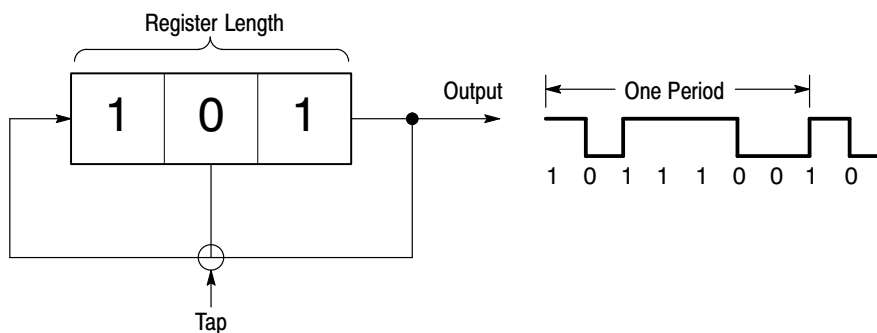 Register Length
1 0 1
Output
One Period
1 0 1 1 1 0 0 1 0
Tap